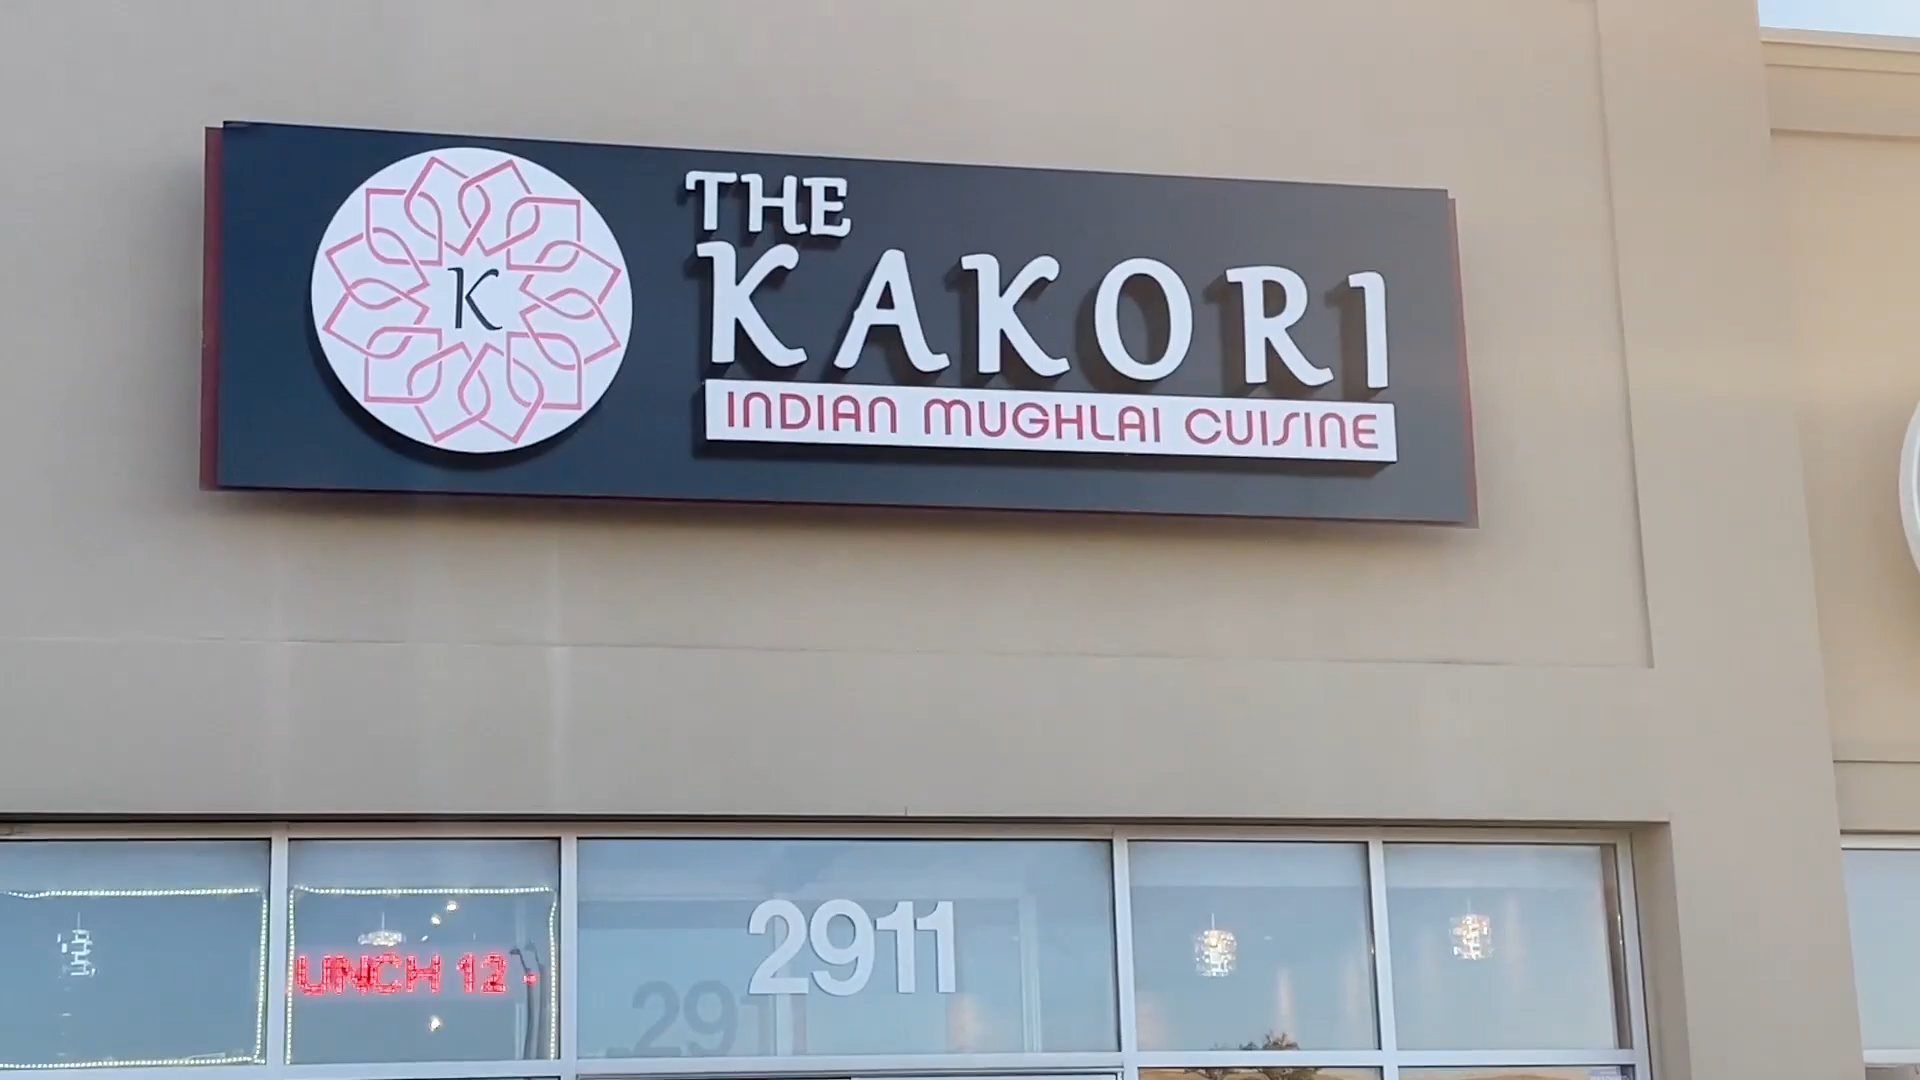 K
THE
KAKORI
INDIAN MUGHLAI CUISINE
UNCH 12 -
2911